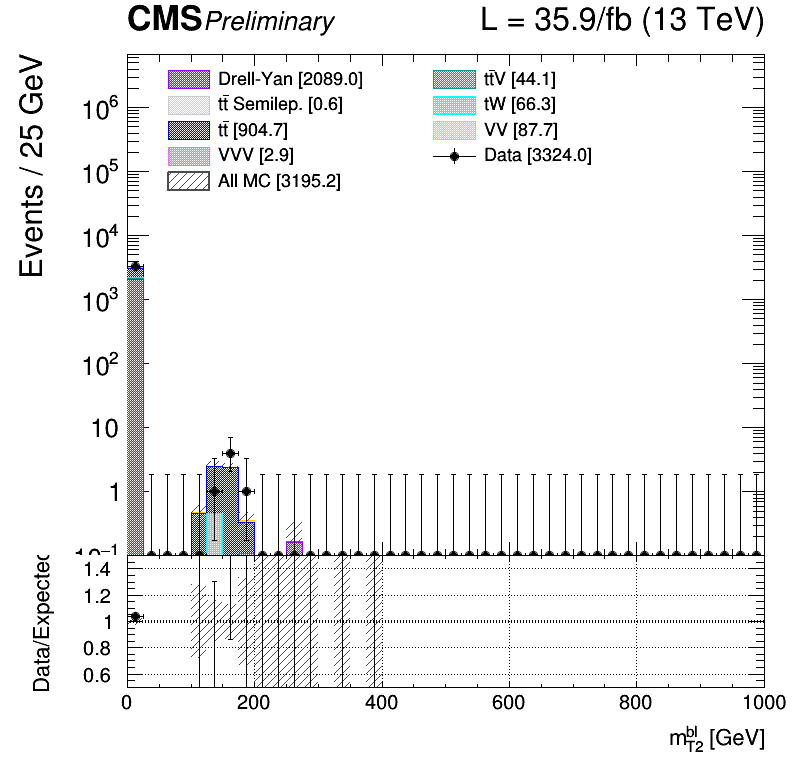 CMS Preliminary L = 35.9/fb (13 TeV)
Events / 25 GeV
Drell-Yan [2089.0]
tt̄ Semilep. [0.6]
tt̄ [904.7]
VVV [2.9]
All MC [3195.2]
tt̄V [44.1]
tW [66.3]
VV [87.7]
Data [3324.0]
10⁶
10⁵
10⁴
10³
10²
10
1
10⁻¹
Data/Expected
1.4
1.2
1
0.8
0.6
0 200 400 600 800 1000
m_T2^bl [GeV]